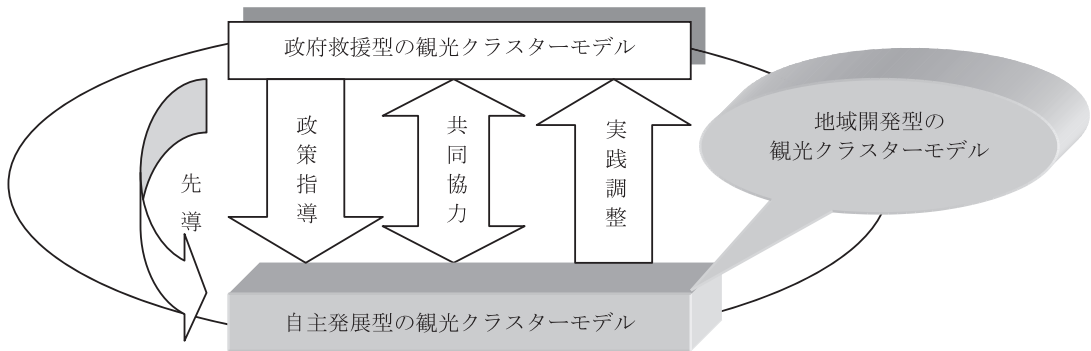 政府救援型の観光クラスターモデル
地域開発型の
観光クラスターモデル
先導
政策指導
共同協力
実践調整
自主発展型の観光クラスターモデル